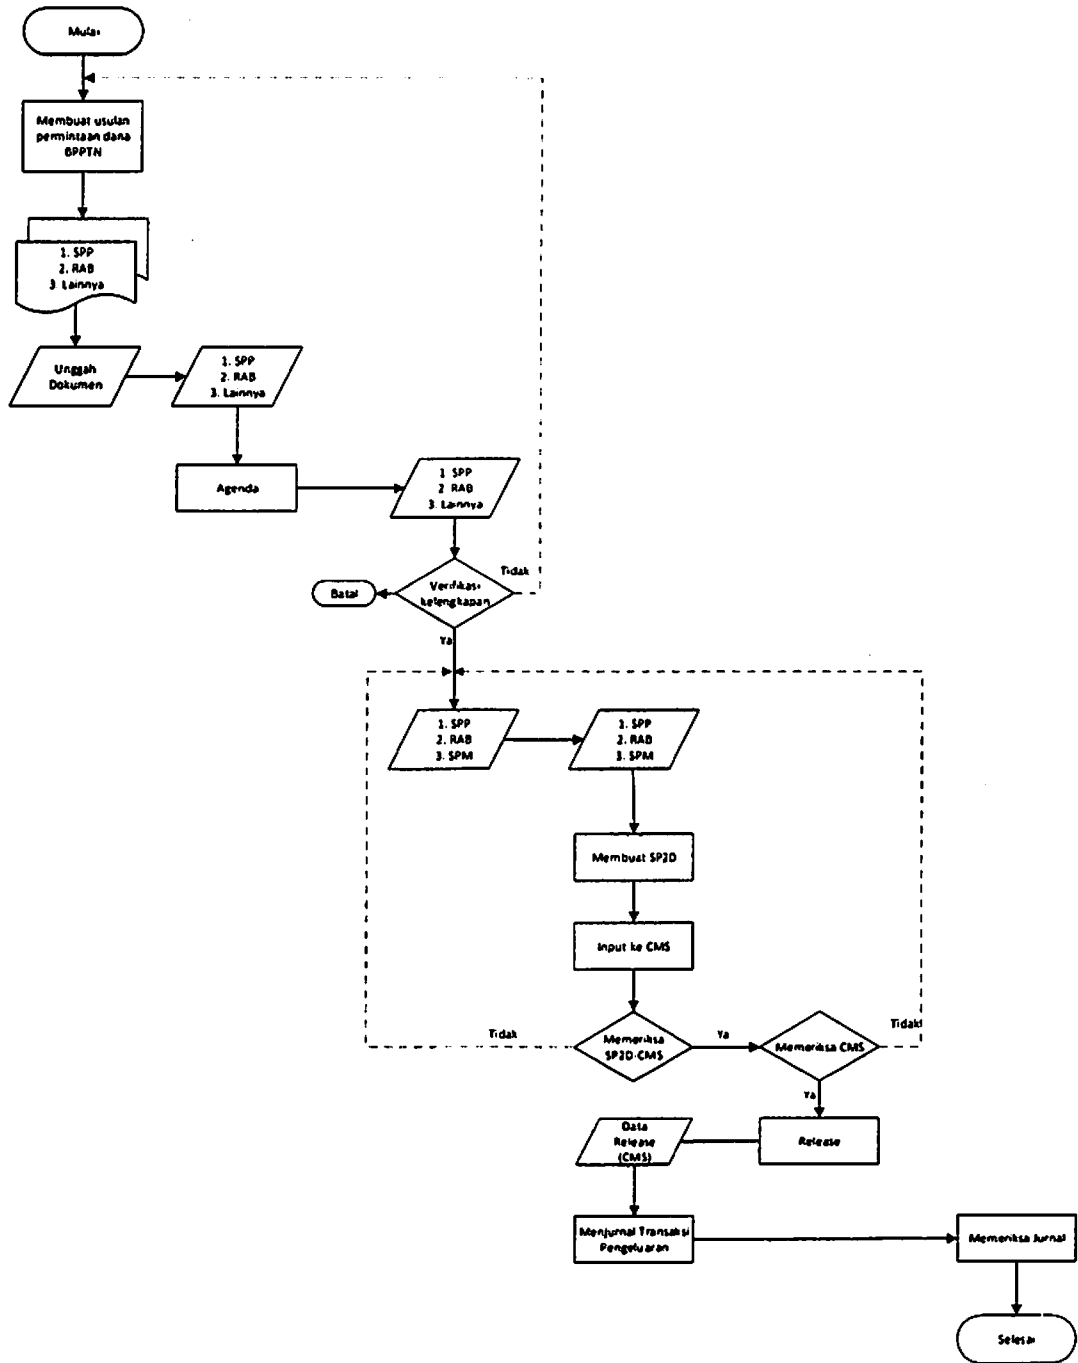 Mulai
Membuat usulan
permintaan dana
BPPTN
1. SPP
2. RAB
3. Lainnya
Unggah
Dokumen
1. SPP
2. RAB
3. Lainnya
Agenda
1 SPP
2 RAB
3. Lainnya
Verifikasi
kelengkapan
Tidak
Batal
Ya
1. SPP
2. RAB
3. SPM
1. SPP
2. RAB
3. SPM
Membuat SP2D
Input ke CMS
Memeriksa
SP2D-CMS
Tidak
Ya
Memeriksa CMS
Tidak
Ya
Release
Data
Release
(CMS)
Menjurnal Transaksi
Pengeluaran
Memeriksa Jurnal
Selesai